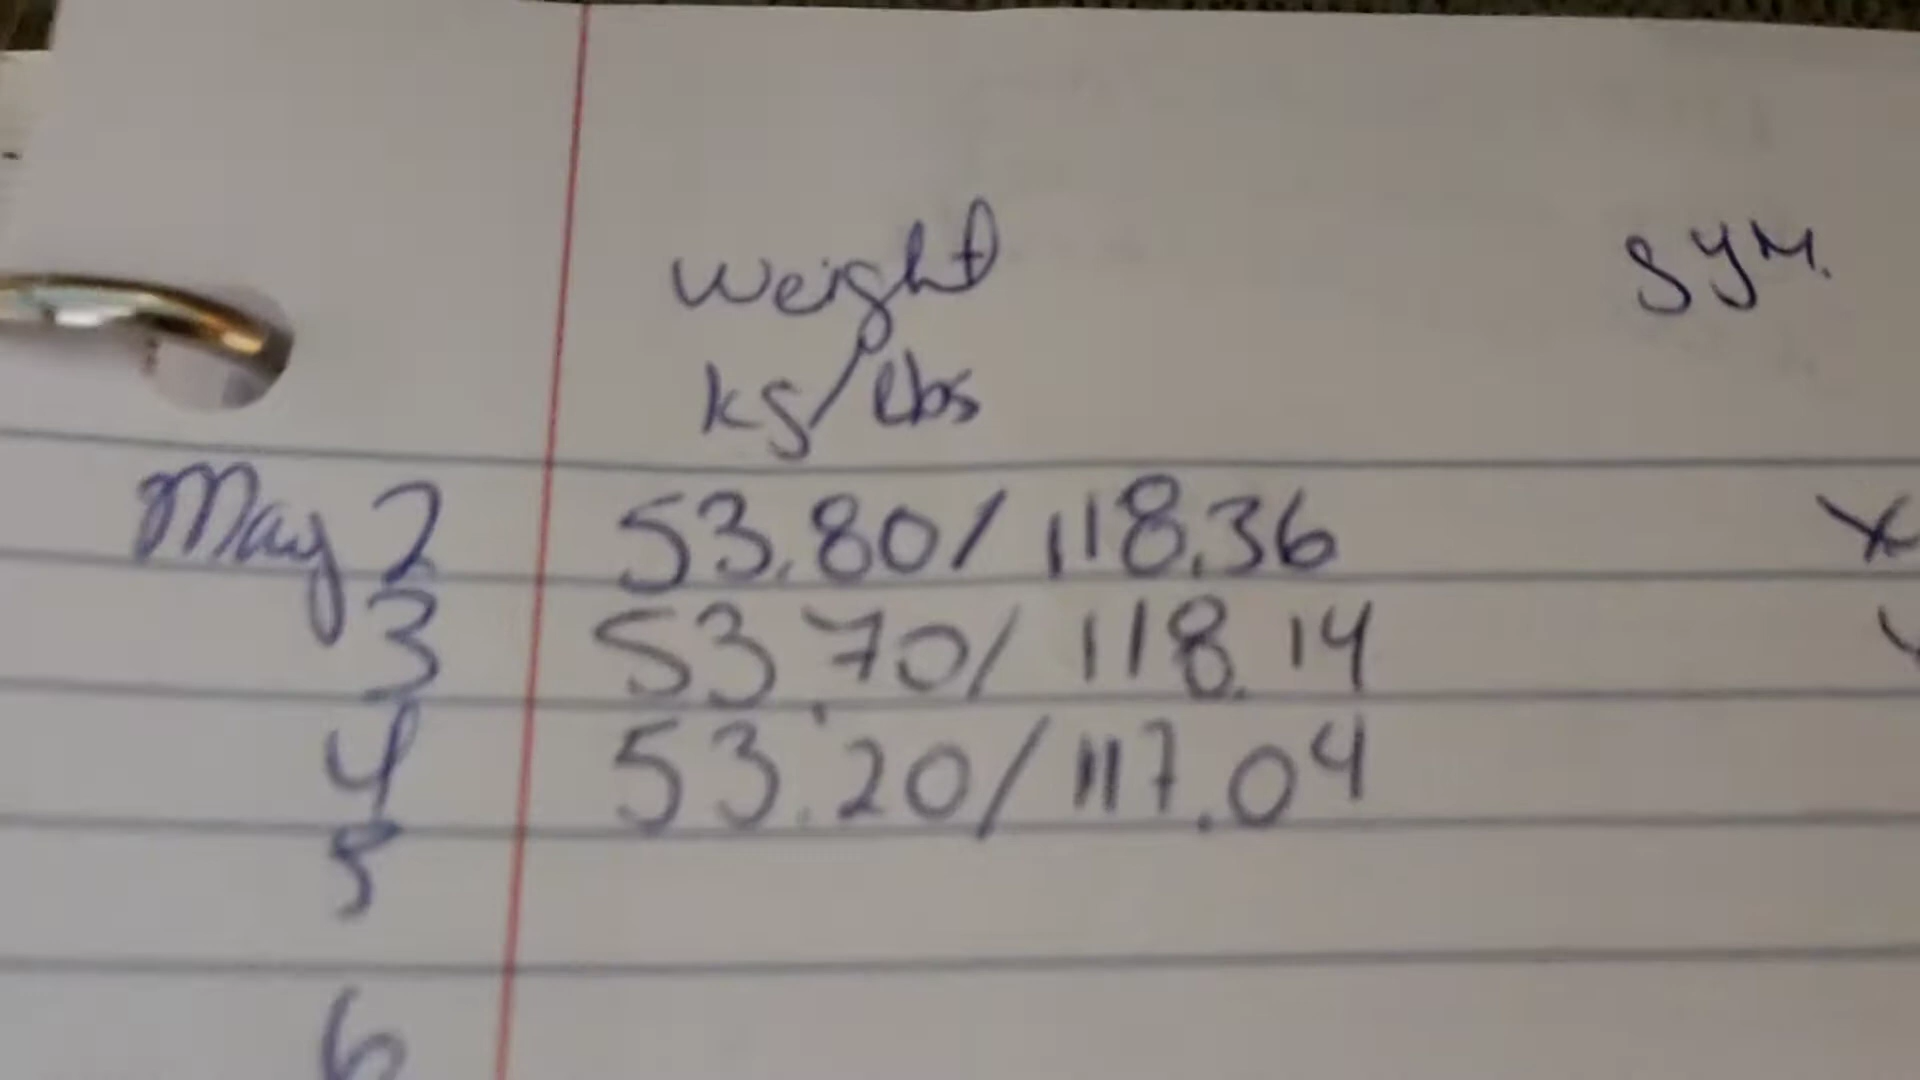 Weight sym.
kg/lbs
May 2 53.80/ 118.36 x
3 53.70/ 118.14
4 53.20/117.04
5
6